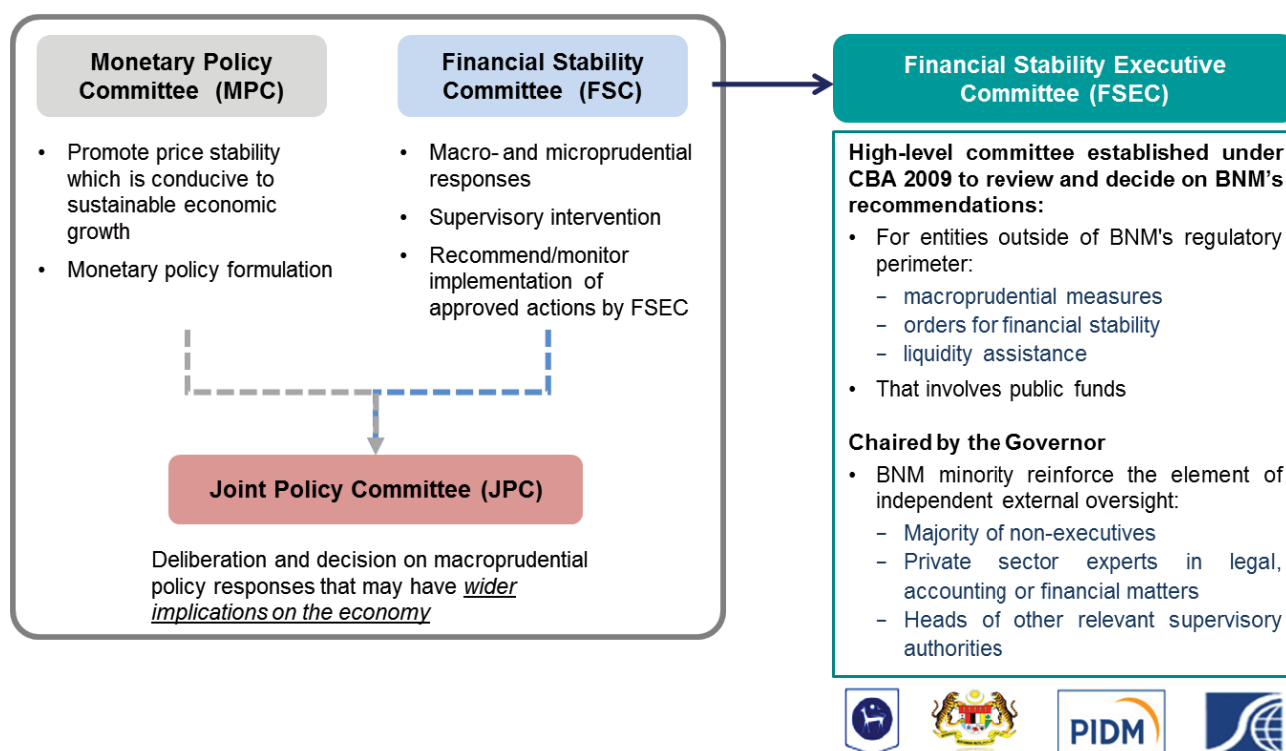 Monetary Policy
Committee (MPC)
• Promote price stability
which is conducive to
sustainable economic
growth
• Monetary policy formulation
Financial Stability
Committee (FSC)
• Macro- and microprudential
responses
• Supervisory intervention
• Recommend/monitor
implementation of
approved actions by FSEC
Joint Policy Committee (JPC)
Deliberation and decision on macroprudential
policy responses that may have wider
implications on the economy
Financial Stability Executive
Committee (FSEC)
High-level committee established under
CBA 2009 to review and decide on BNM's
recommendations:
• For entities outside of BNM's regulatory
perimeter:
– macroprudential measures
– orders for financial stability
– liquidity assistance
• That involves public funds
Chaired by the Governor
• BNM minority reinforce the element of
independent external oversight:
– Majority of non-executives
– Private sector experts in legal,
accounting or financial matters
– Heads of other relevant supervisory
authorities
PIDM